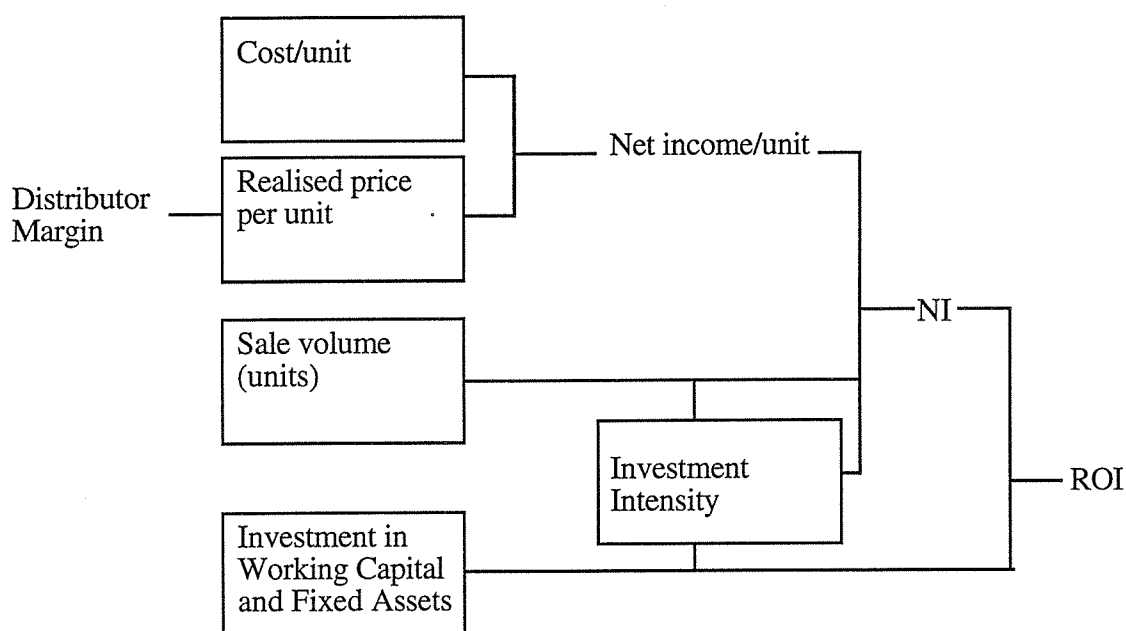 Cost/unit
Net income/unit
Distributor
Margin
Realised price
per unit
NI
Sale volume
(units)
Investment
Intensity
ROI
Investment in
Working Capital
and Fixed Assets